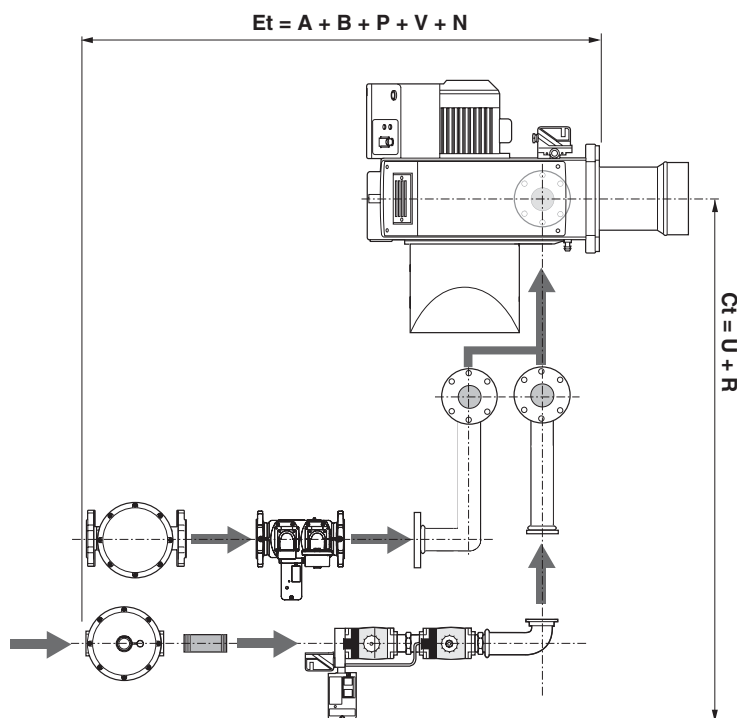 Et = A + B + P + V + N
Ct = U + R